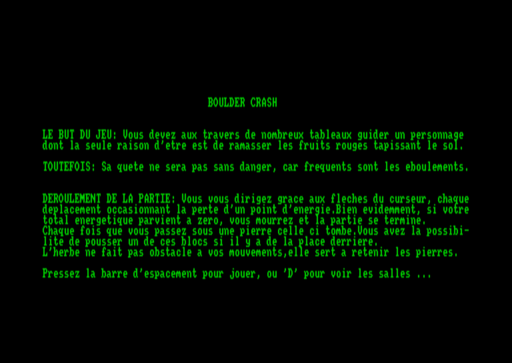 BOULDER CRASH
LE BUT DU JEU: Vous devez aux travers de nombreux tableaux guider un personnage
dont la seule raison d'etre est de ramasser les fruits rouges tapissant le sol.
TOUTEFOIS: Sa quete ne sera pas sans danger, car frequents sont les eboulements.
DEROULEMENT DE LA PARTIE: Vous vous dirigez grace aux fleches du curseur, chaque
deplacement occasionnant la perte d'un point d'energie.Bien evidemment, si votre
total energetique parvient a zero, vous mourrez et la partie se termine.
Chaque fois que vous passez sous une pierre celle ci tombe.Vous avez la possibi-
lite de pousser un de ces blocs si il y a de la place derriere.
L'herbe ne fait pas obstacle a vos mouvements,elle sert a retenir les pierres.
Pressez la barre d'espacement pour jouer, ou 'D' pour voir les salles ...